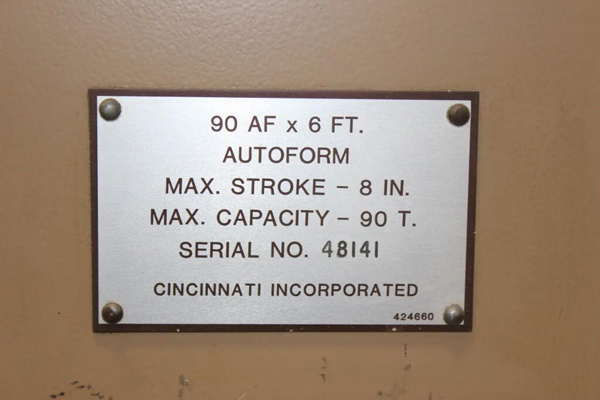 90 AF x 6 FT.
AUTOFORM
MAX. STROKE - 8 IN.
MAX. CAPACITY - 90 T.
SERIAL NO. 48141
CINCINNATI INCORPORATED
424660